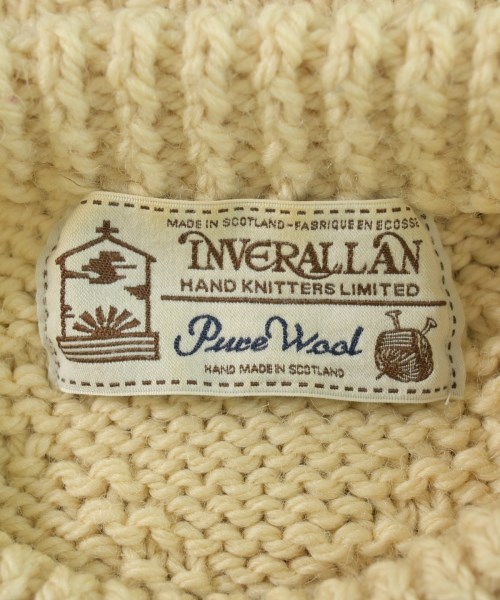 MADE IN SCOTLAND-FABRIQUE EN ECOSSE
INVERALLAN
HAND KNITTERS LIMITED
Pure Wool
HAND MADE IN SCOTLAND